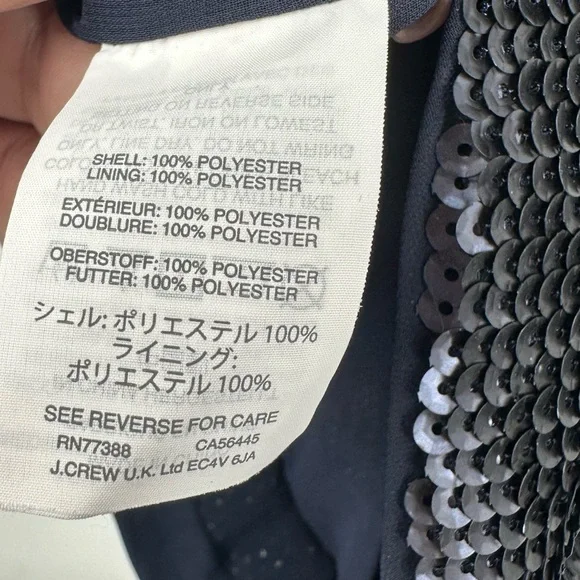 SHELL: 100% POLYESTER
LINING: 100% POLYESTER
EXTÉRIEUR: 100% POLYESTER
DOUBLURE: 100% POLYESTER
OBERSTOFF: 100% POLYESTER
FUTTER: 100% POLYESTER
シェル: ポリエステル 100%
ライニング:
ポリエステル 100%
SEE REVERSE FOR CARE
RN77388 CA56445
J.CREW U.K. Ltd EC4V 6JA